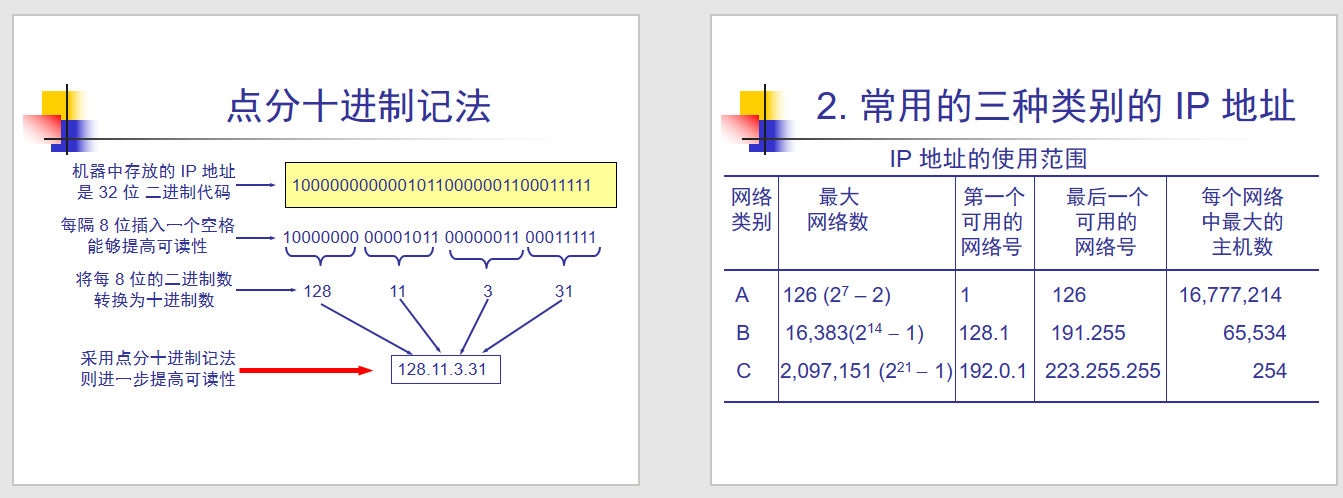 点分十进制记法
机器中存放的 IP 地址
是 32 位 二进制代码
10000000000010110000001100011111
每隔 8 位插入一个空格
能够提高可读性
10000000 00001011 00000011 00011111
将每 8 位的二进制数
转换为十进制数
128 11 3 31
采用点分十进制记法
则进一步提高可读性
128.11.3.31
2. 常用的三种类别的 IP 地址
IP 地址的使用范围
网络 最大 第一个 最后一个 每个网络
类别 网络数 可用的 可用的 中最大的
网络号 网络号 主机数
A 126 (2⁷ – 2) 1 126 16,777,214
B 16,383(2¹⁴ – 1) 128.1 191.255 65,534
C 2,097,151 (2²¹ – 1) 192.0.1 223.255.255 254